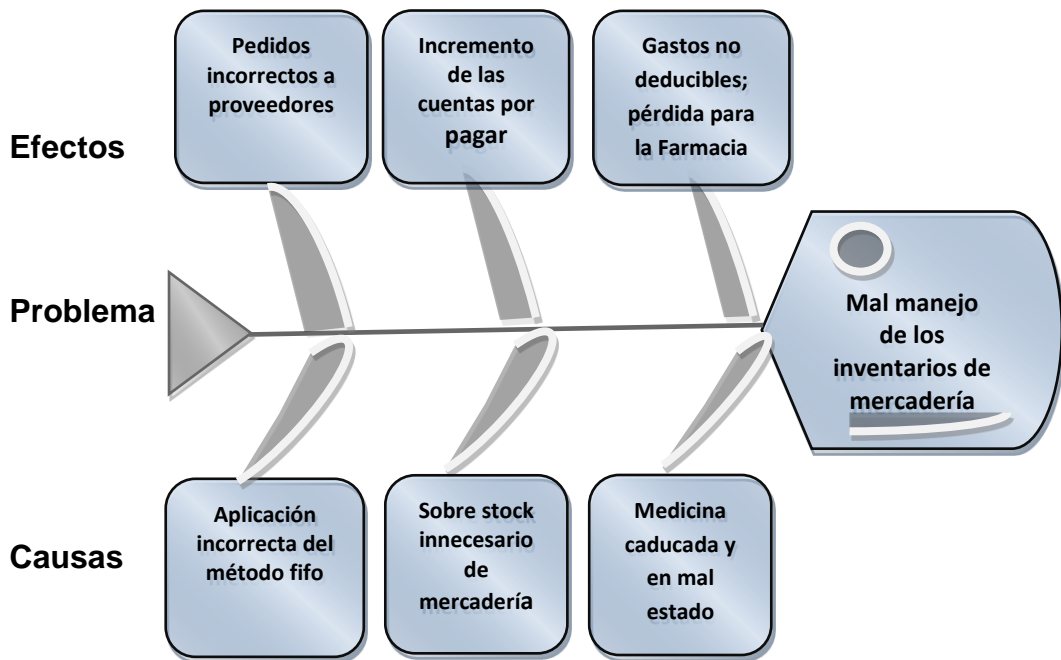 Pedidos
incorrectos a
proveedores
Incremento
de las
cuentas por
pagar
Gastos no
deducibles;
pérdida para
la Farmacia
Efectos
Problema
Mal manejo
de los
inventarios de
mercadería
Causas
Aplicación
incorrecta del
método fifo
Sobre stock
innecesario
de
mercadería
Medicina
caducada y
en mal
estado